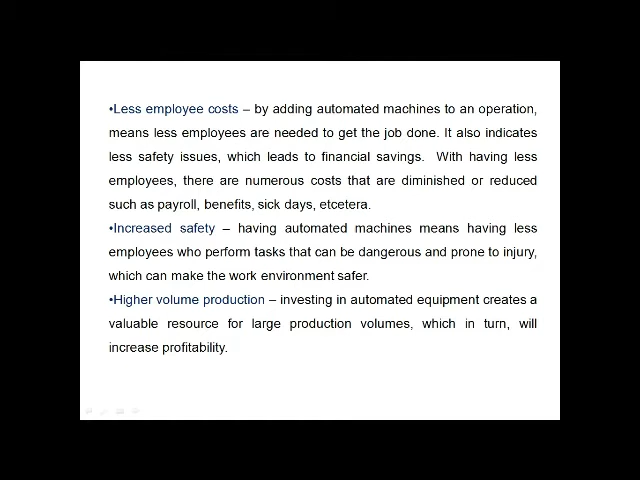 •Less employee costs – by adding automated machines to an operation,
means less employees are needed to get the job done. It also indicates
less safety issues, which leads to financial savings. With having less
employees, there are numerous costs that are diminished or reduced
such as payroll, benefits, sick days, etcetera.
•Increased safety – having automated machines means having less
employees who perform tasks that can be dangerous and prone to injury,
which can make the work environment safer.
•Higher volume production – investing in automated equipment creates a
valuable resource for large production volumes, which in turn, will
increase profitability.